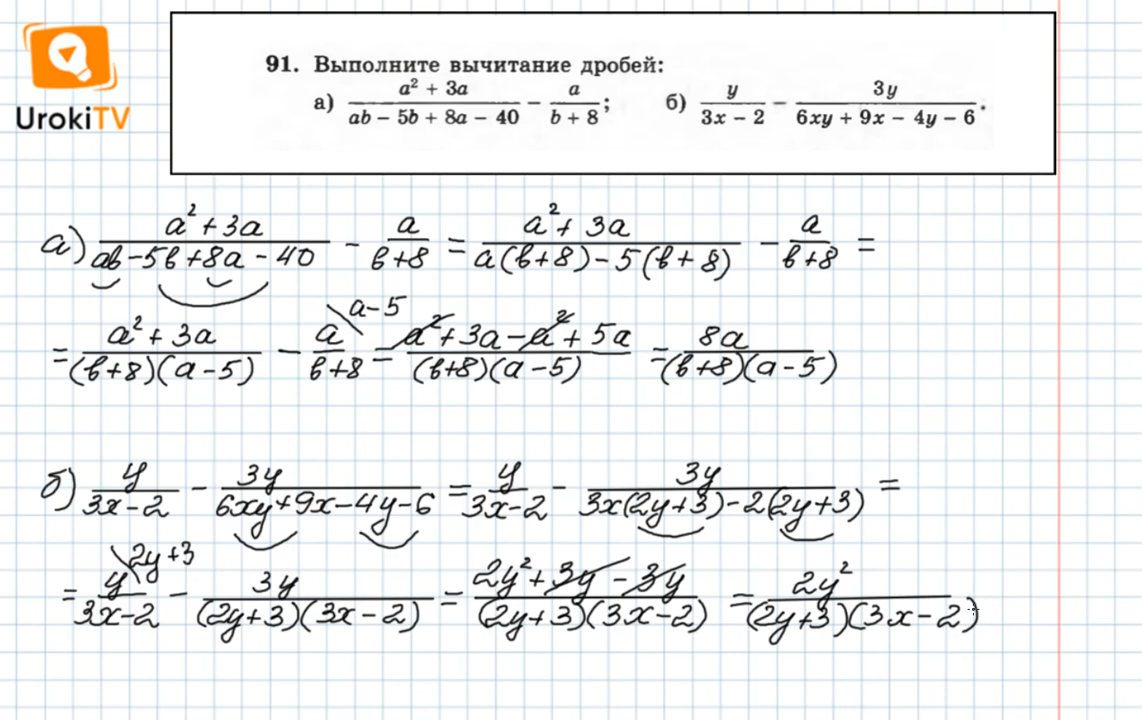 UrokiTV
91. Выполните вычитание дробей:
а) (a² + 3a)/(ab − 5b + 8a − 40) − a/(b + 8); б) y/(3x − 2) − 3y/(6xy + 9x − 4y − 6).
а) (a² + 3a)/(ab − 5b + 8a − 40) − a/(b + 8) = (a² + 3a)/(a(b + 8) − 5(b + 8)) − a/(b + 8) =
= (a² + 3a)/((b + 8)(a − 5)) − a\a−5/(b + 8) = (a² + 3a − a² + 5a)/((b + 8)(a − 5)) = 8a/((b + 8)(a − 5))
б) y/(3x − 2) − 3y/(6xy + 9x − 4y − 6) = y/(3x − 2) − 3y/(3x(2y + 3) − 2(2y + 3)) =
= y\2y+3/(3x − 2) − 3y/((2y + 3)(3x − 2)) = (2y² + 3y − 3y)/((2y + 3)(3x − 2)) = 2y²/((2y + 3)(3x − 2))